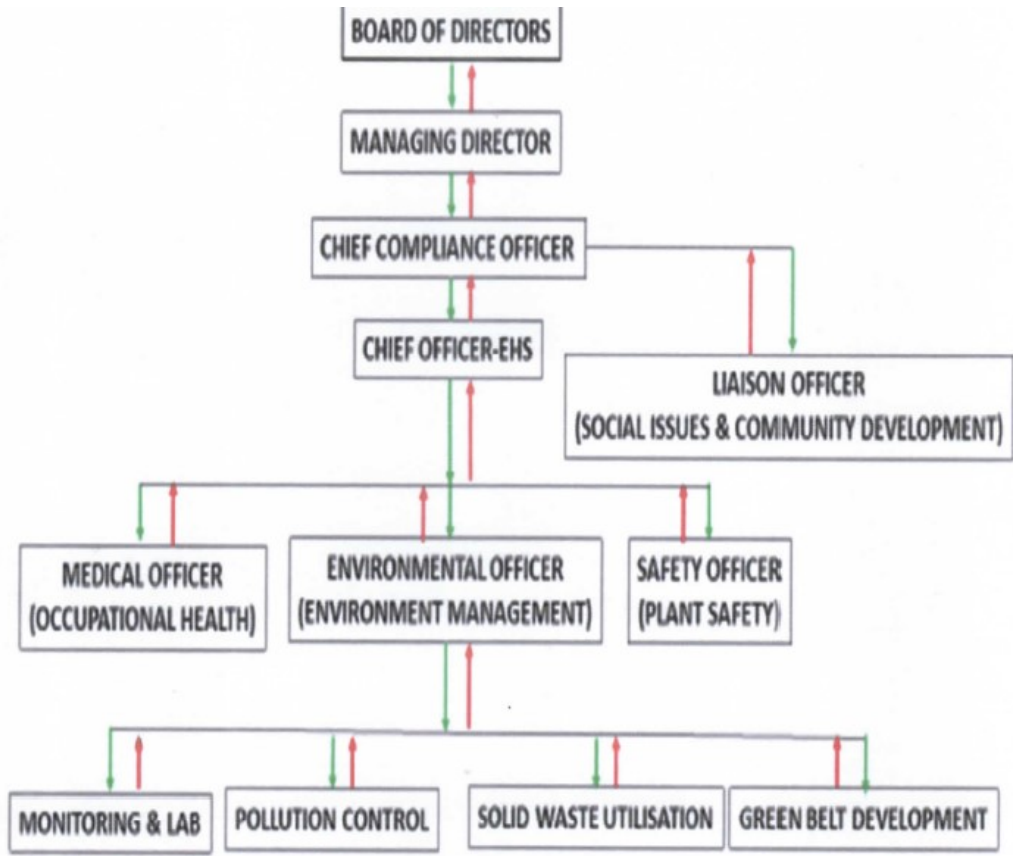 BOARD OF DIRECTORS
MANAGING DIRECTOR
CHIEF COMPLIANCE OFFICER
CHIEF OFFICER-EHS
LIAISON OFFICER
(SOCIAL ISSUES & COMMUNITY DEVELOPMENT)
MEDICAL OFFICER
(OCCUPATIONAL HEALTH)
ENVIRONMENTAL OFFICER
(ENVIRONMENT MANAGEMENT)
SAFETY OFFICER
(PLANT SAFETY)
MONITORING & LAB
POLLUTION CONTROL
SOLID WASTE UTILISATION
GREEN BELT DEVELOPMENT